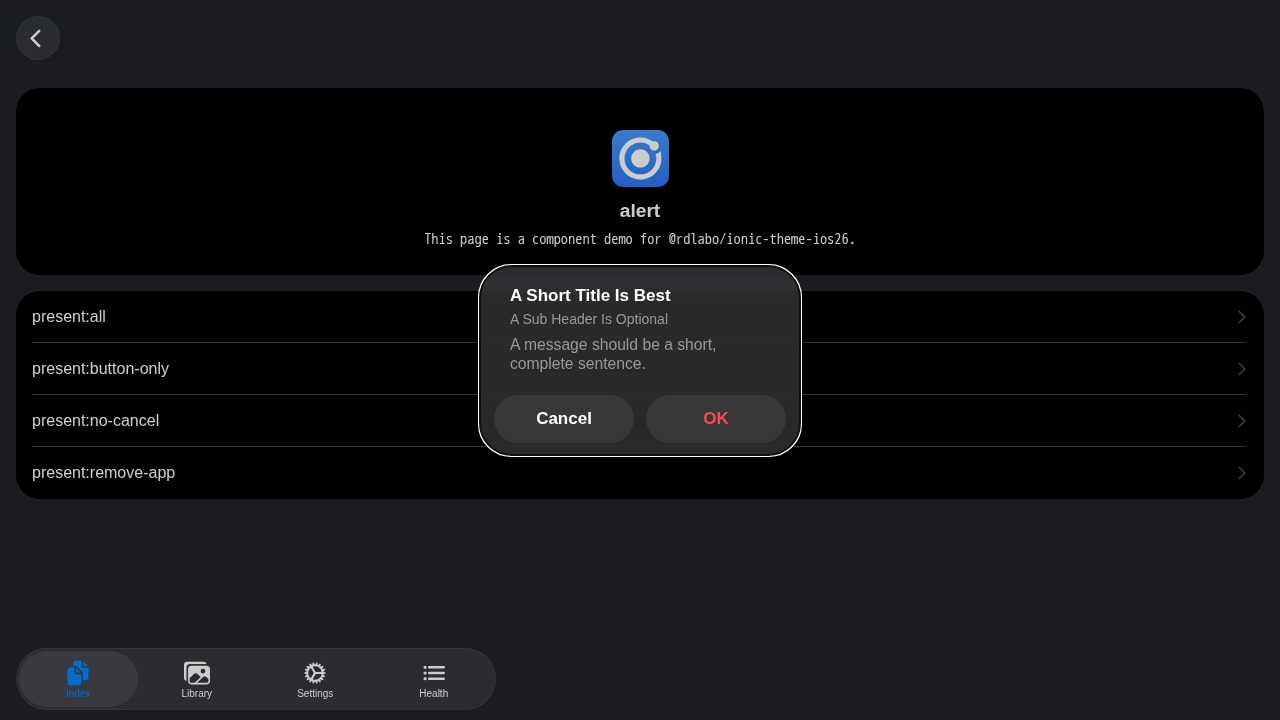 alert
This page is a component demo for @rdlabo/ionic-theme-ios26.
A Short Title Is Best
A Sub Header Is Optional
A message should be a short,
complete sentence.
Cancel
OK
present:all
present:button-only
present:no-cancel
present:remove-app
Index
Library
Settings
Health